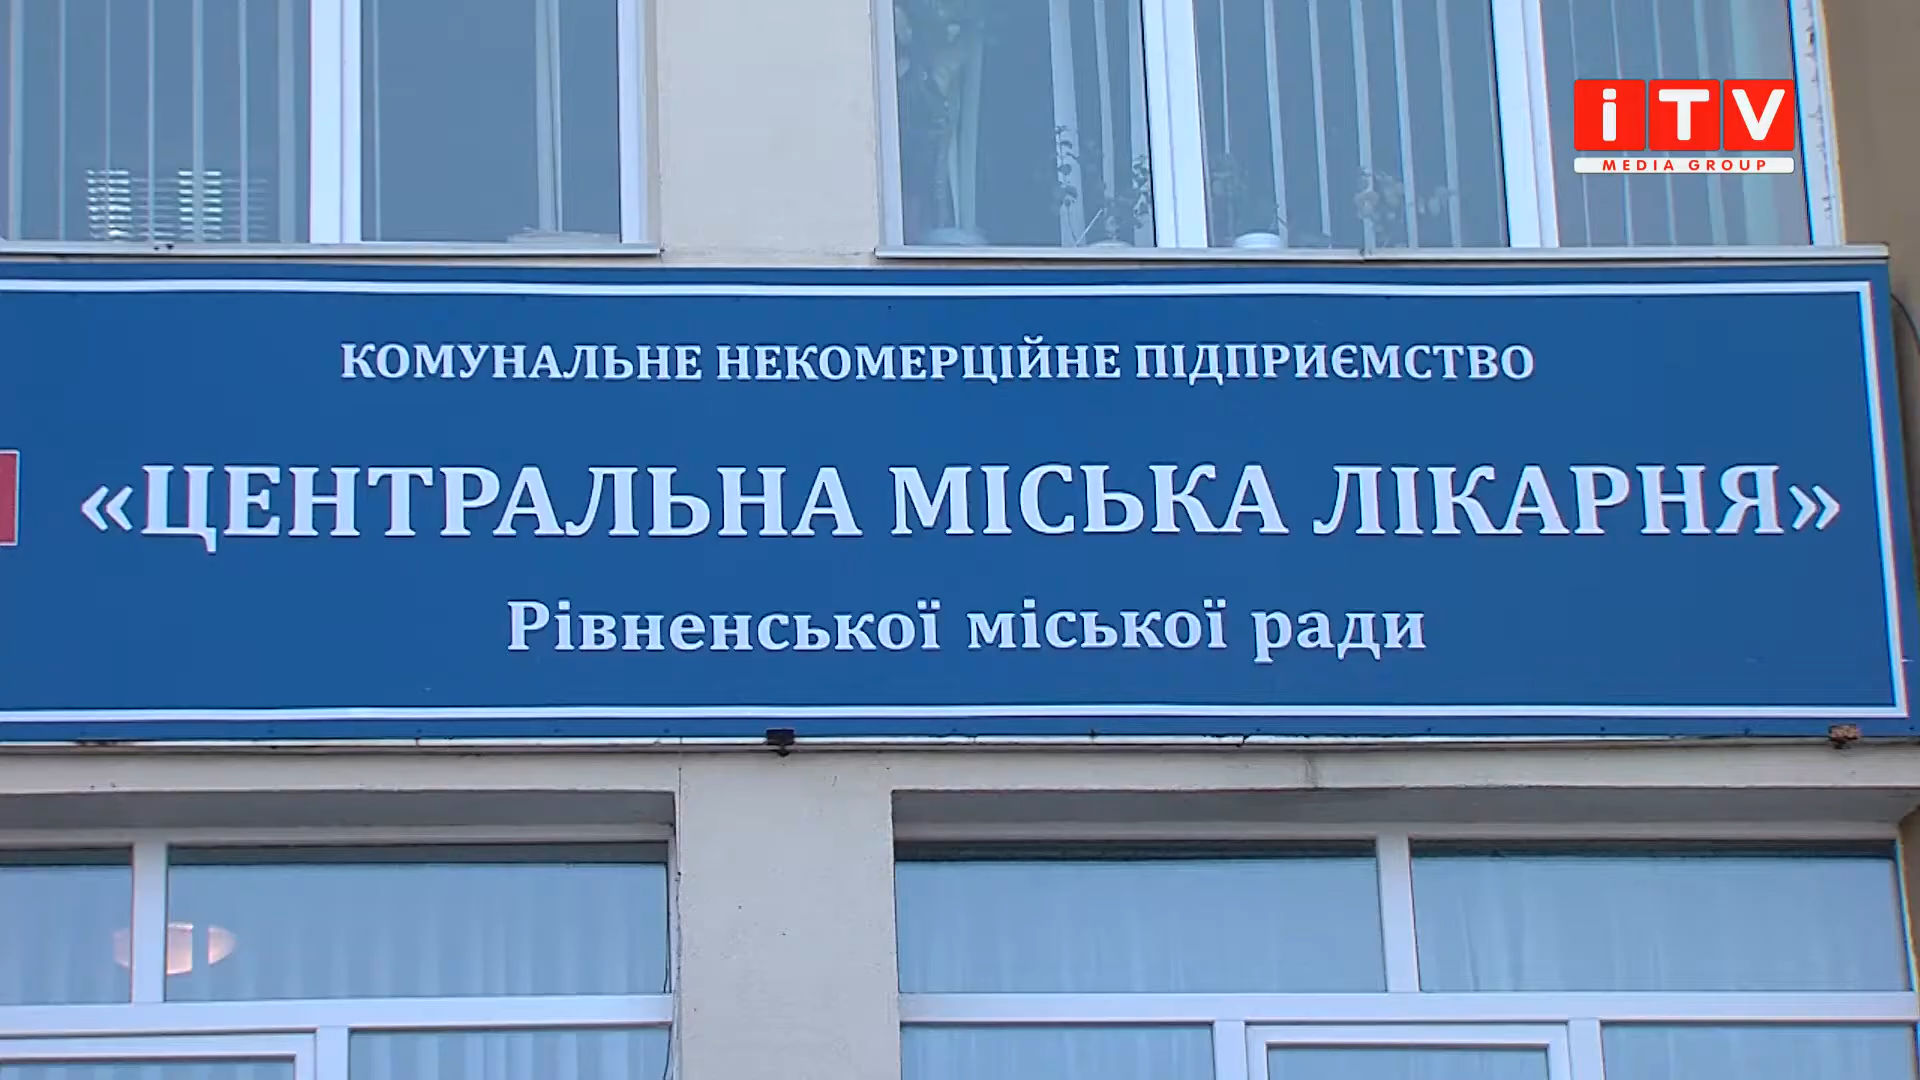 iTV
MEDIA GROUP
КОМУНАЛЬНЕ НЕКОМЕРЦІЙНЕ ПІДПРИЄМСТВО
«ЦЕНТРАЛЬНА МІСЬКА ЛІКАРНЯ»
Рівненської міської ради